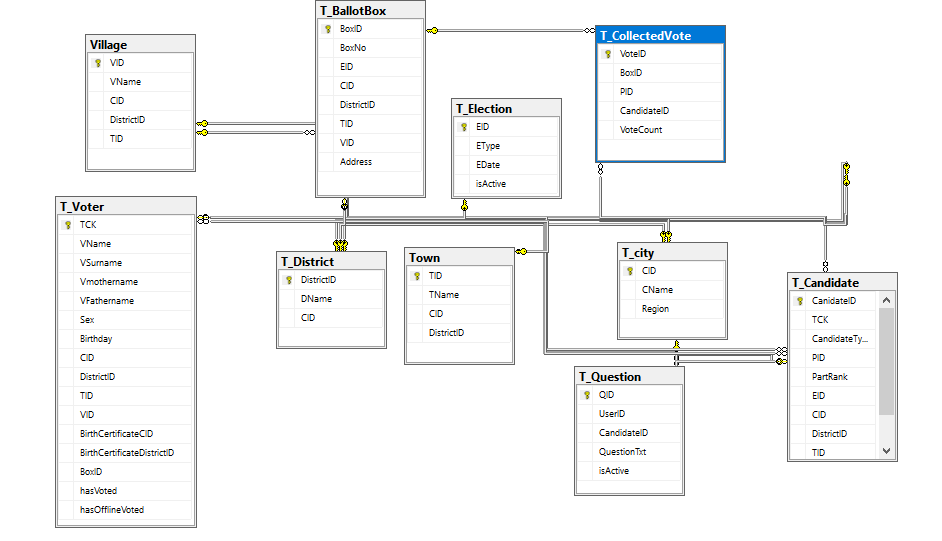 T_BallotBox
BoxID
BoxNo
EID
CID
DistrictID
TID
VID
Address
Village
VID
VName
CID
DistrictID
TID
T_CollectedVote
VoteID
BoxID
PID
CandidateID
VoteCount
T_Election
EID
EType
EDate
isActive
T_Voter
TCK
VName
VSurname
Vmothername
VFathername
Sex
Birthday
CID
DistrictID
TID
VID
BirthCertificateCID
BirthCertificateDistrictID
BoxID
hasVoted
hasOfflineVoted
T_District
DistrictID
DName
CID
Town
TID
TName
CID
DistrictID
T_city
CID
CName
Region
T_Candidate
CanidateID
TCK
CandidateTy...
PID
PartRank
EID
CID
DistrictID
TID
T_Question
QID
UserID
CandidateID
QuestionTxt
isActive